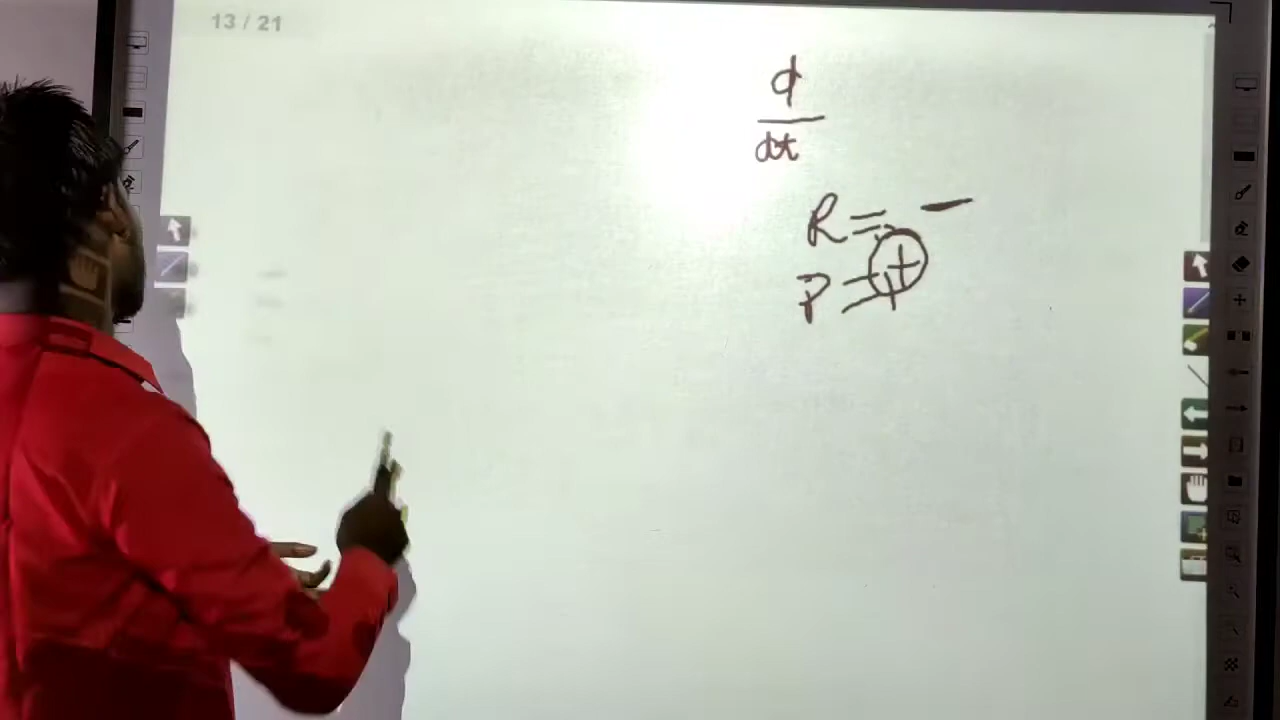 13 / 21
d
dt
R = -
P = +